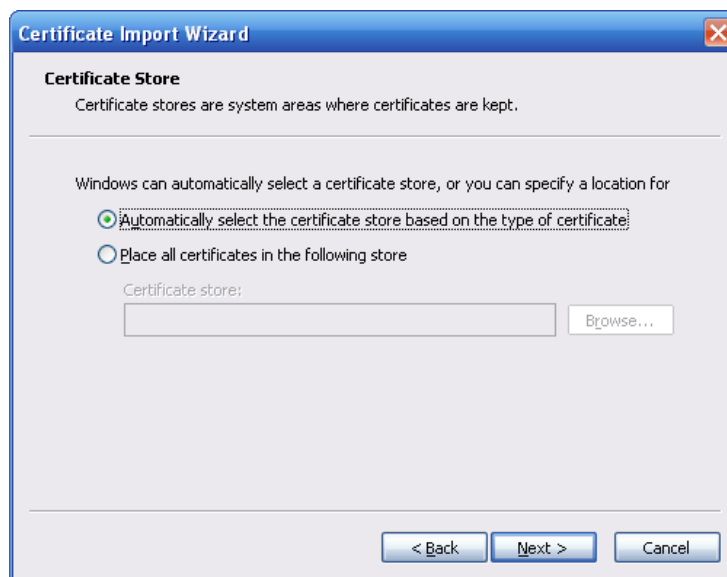 Certificate Import Wizard
Certificate Store
Certificate stores are system areas where certificates are kept.
Windows can automatically select a certificate store, or you can specify a location for
Automatically select the certificate store based on the type of certificate
Place all certificates in the following store
Certificate store:
Browse...
< Back Next > Cancel